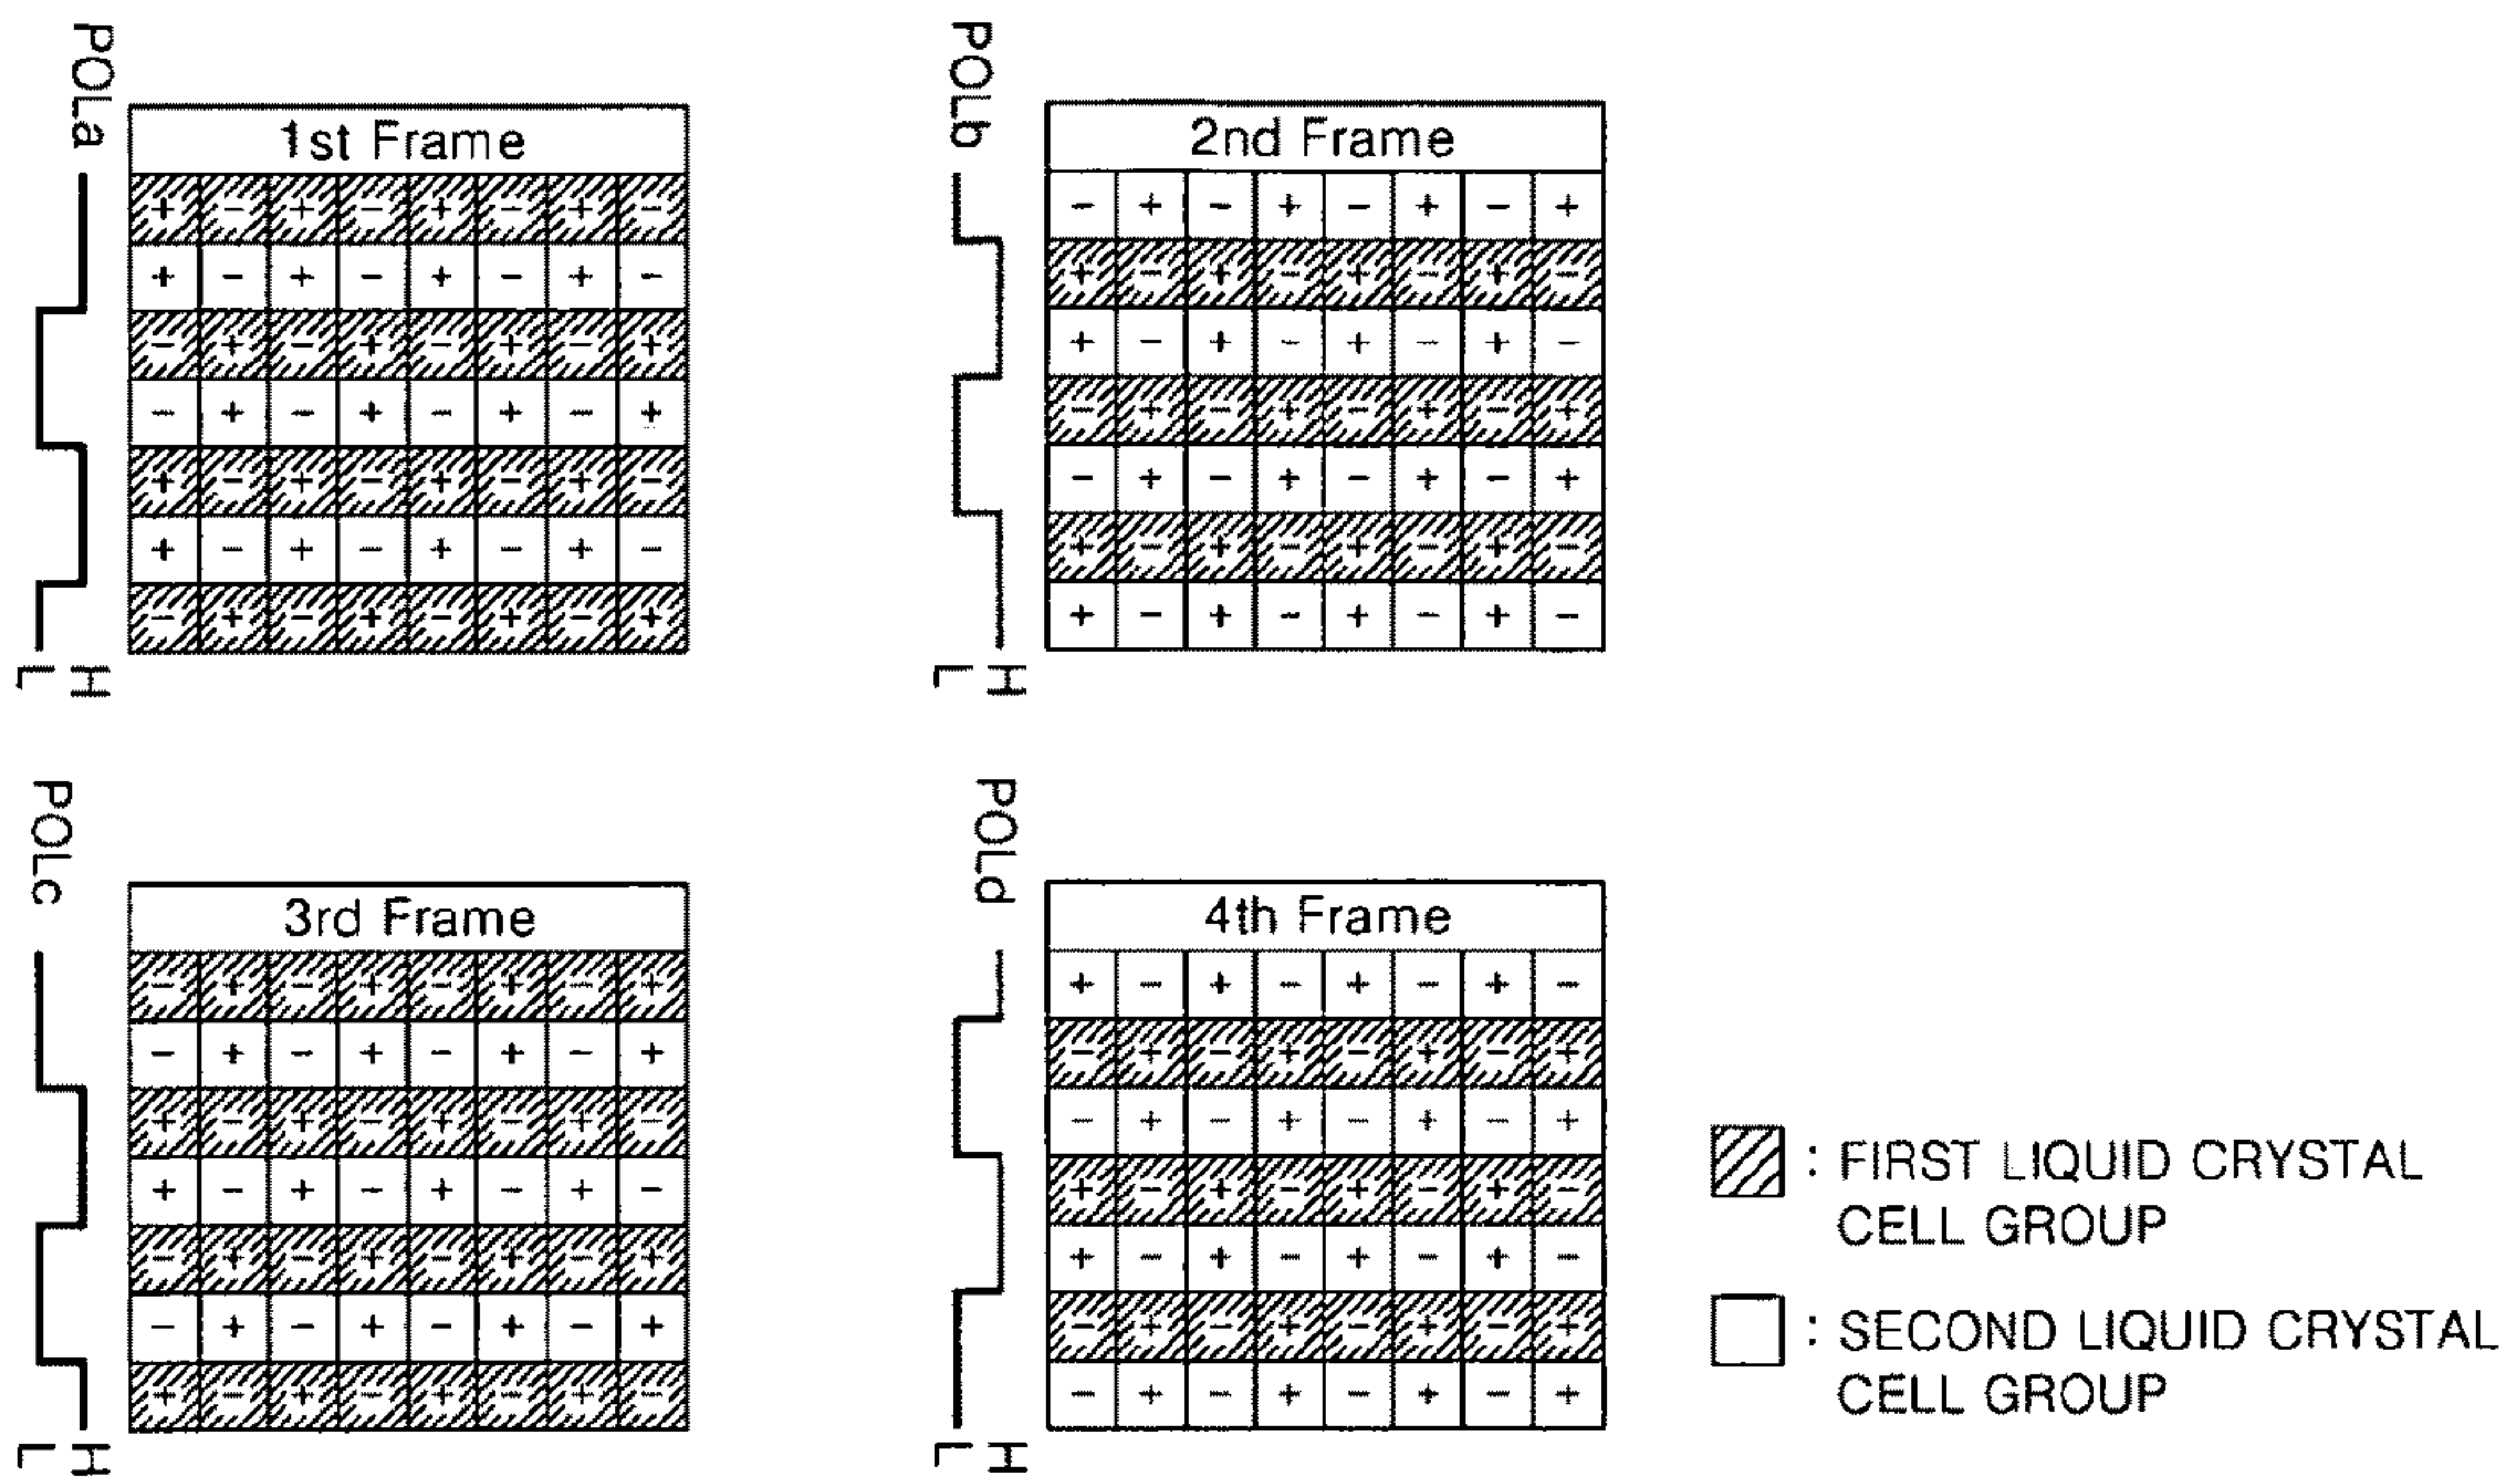 POLa
1st Frame
+ - + - + - + -
+ - + - + - + -
- + - + - + - +
- + - + - + - +
+ - + - + - + -
+ - + - + - + -
- + - + - + - +
H
L
POLb
2nd Frame
- + - + - + - +
+ - + - + - + -
+ - + - + - + -
- + - + - + - +
- + - + - + - +
+ - + - + - + -
+ - + - + - + -
H
L
POLc
3rd Frame
- + - + - + - +
- + - + - + - +
+ - + - + - + -
+ - + - + - + -
- + - + - + - +
- + - + - + - +
+ - + - + - + -
H
L
POLd
4th Frame
+ - + - + - + -
- + - + - + - +
- + - + - + - +
+ - + - + - + -
+ - + - + - + -
- + - + - + - +
- + - + - + - +
H
L
: FIRST LIQUID CRYSTAL
CELL GROUP
: SECOND LIQUID CRYSTAL
CELL GROUP